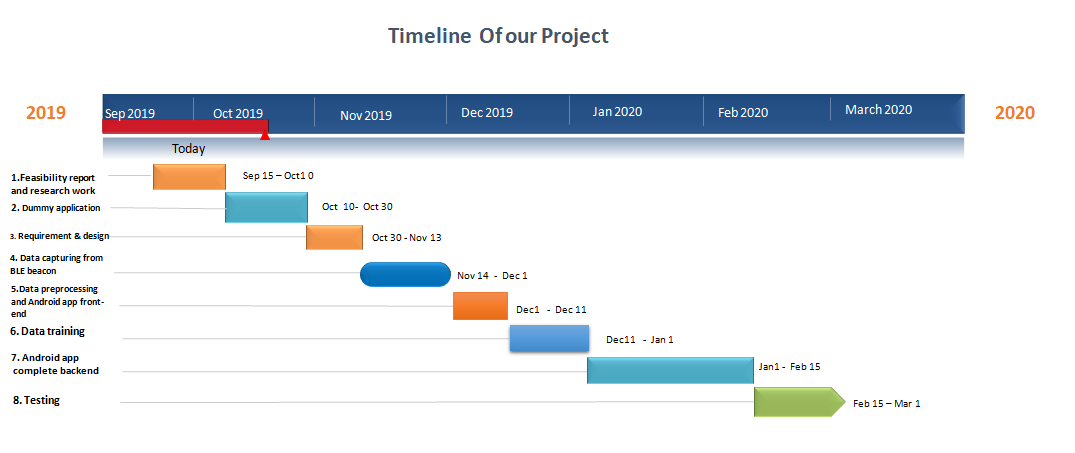 Timeline Of our Project
2019
Sep 2019
Oct 2019
Nov 2019
Dec 2019
Jan 2020
Feb 2020
March 2020
2020
Today
1.Feasibility report
and research work
Sep 15 – Oct1 0
2. Dummy application
Oct 10- Oct 30
3. Requirement & design
Oct 30 - Nov 13
4. Data capturing from
BLE beacon
Nov 14 - Dec 1
5.Data preprocessing
and Android app front-
end
Dec1 - Dec 11
6. Data training
Dec11 - Jan 1
7. Android app
complete backend
Jan1 - Feb 15
8. Testing
Feb 15 – Mar 1